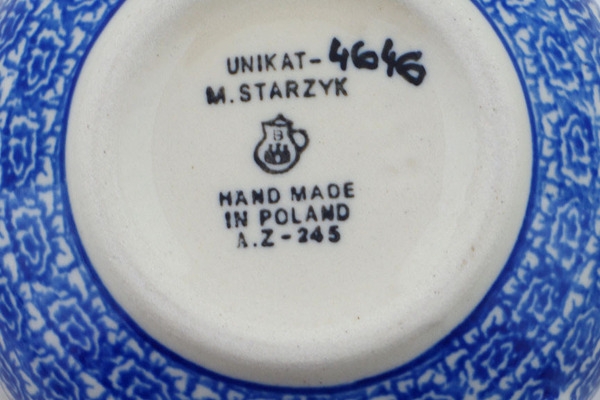 UNIKAT-4646
M.STARZYK
B
HAND MADE
IN POLAND
A.Z-245